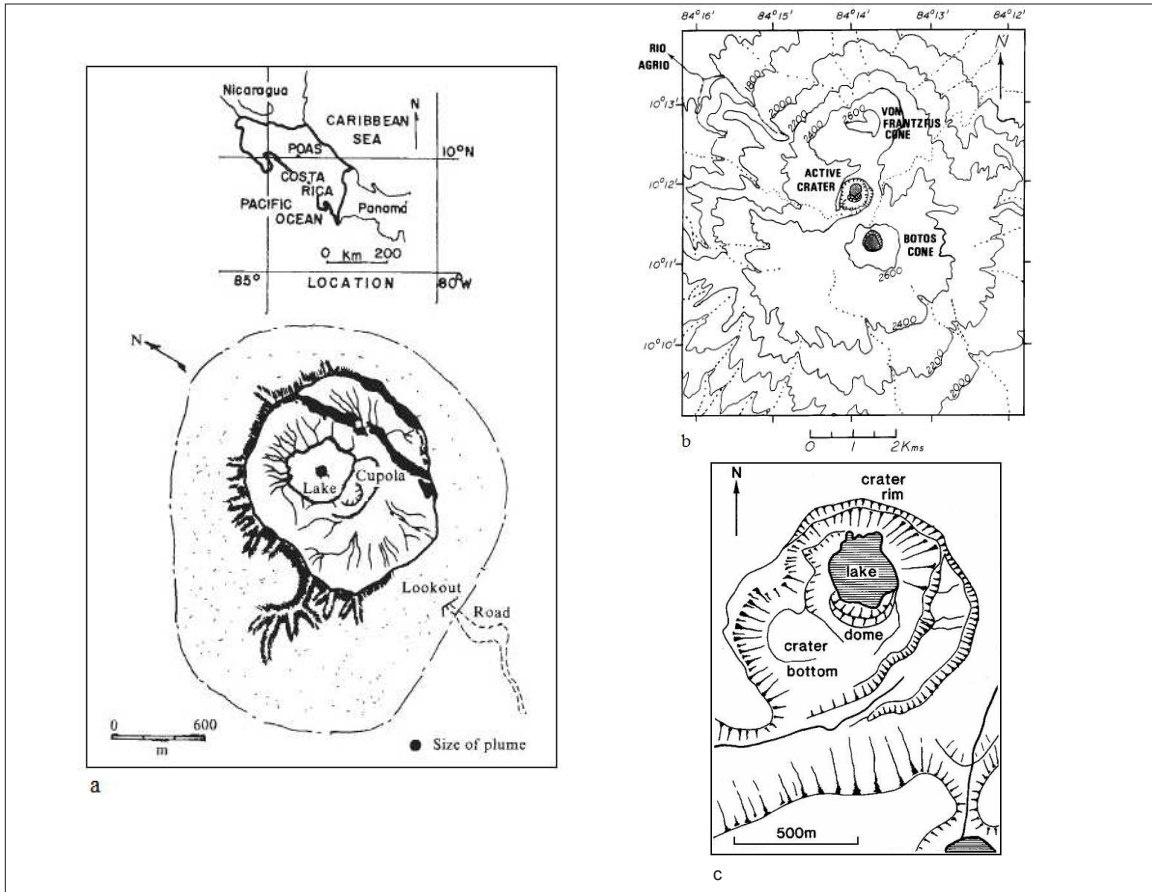 Nicaragua
N
CARIBBEAN
SEA
POAS
10°N
COSTA
RICA
PACIFIC
OCEAN
Panamá
0 Km 200
85°
LOCATION
80°W
N
Lake
Cupola
Lookout
Road
0 600
m
Size of plume
a
84°16' 84°15' 84°14' 84°13' 84°12'
RIO
AGRIO
N
1800
2000
2200
2400
2600
10°13'
VON
FRANTZIUS
CONE
10°12'
ACTIVE
CRATER
BOTOS
CONE
10°11'
2600
2400
10°10'
2200
2000
b
0 1 2 Kms
N
crater
rim
lake
dome
crater
bottom
500m
c